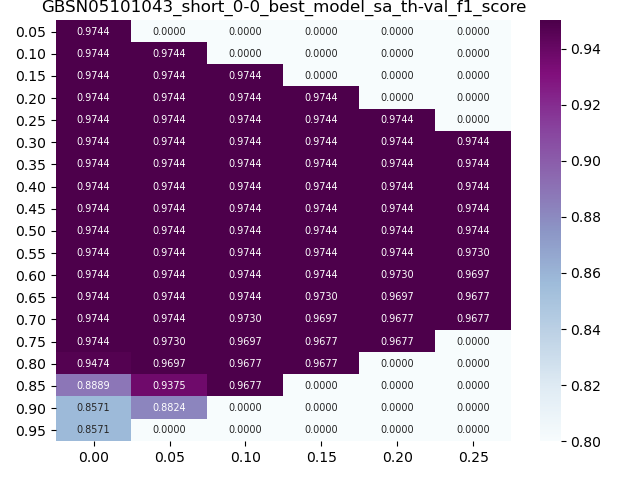 GBSN05101043_short_0-0_best_model_sa_th-val_f1_score
0.05 0.9744 0.0000 0.0000 0.0000 0.0000 0.0000
0.10 0.9744 0.9744 0.0000 0.0000 0.0000 0.0000
0.15 0.9744 0.9744 0.9744 0.0000 0.0000 0.0000
0.20 0.9744 0.9744 0.9744 0.9744 0.0000 0.0000
0.25 0.9744 0.9744 0.9744 0.9744 0.9744 0.0000
0.30 0.9744 0.9744 0.9744 0.9744 0.9744 0.9744
0.35 0.9744 0.9744 0.9744 0.9744 0.9744 0.9744
0.40 0.9744 0.9744 0.9744 0.9744 0.9744 0.9744
0.45 0.9744 0.9744 0.9744 0.9744 0.9744 0.9744
0.50 0.9744 0.9744 0.9744 0.9744 0.9744 0.9744
0.55 0.9744 0.9744 0.9744 0.9744 0.9744 0.9730
0.60 0.9744 0.9744 0.9744 0.9744 0.9730 0.9697
0.65 0.9744 0.9744 0.9744 0.9730 0.9697 0.9677
0.70 0.9744 0.9744 0.9730 0.9697 0.9677 0.9677
0.75 0.9744 0.9730 0.9697 0.9677 0.9677 0.0000
0.80 0.9474 0.9697 0.9677 0.9677 0.0000 0.0000
0.85 0.8889 0.9375 0.9677 0.0000 0.0000 0.0000
0.90 0.8571 0.8824 0.0000 0.0000 0.0000 0.0000
0.95 0.8571 0.0000 0.0000 0.0000 0.0000 0.0000
0.00 0.05 0.10 0.15 0.20 0.25
0.94
0.92
0.90
0.88
0.86
0.84
0.82
0.80